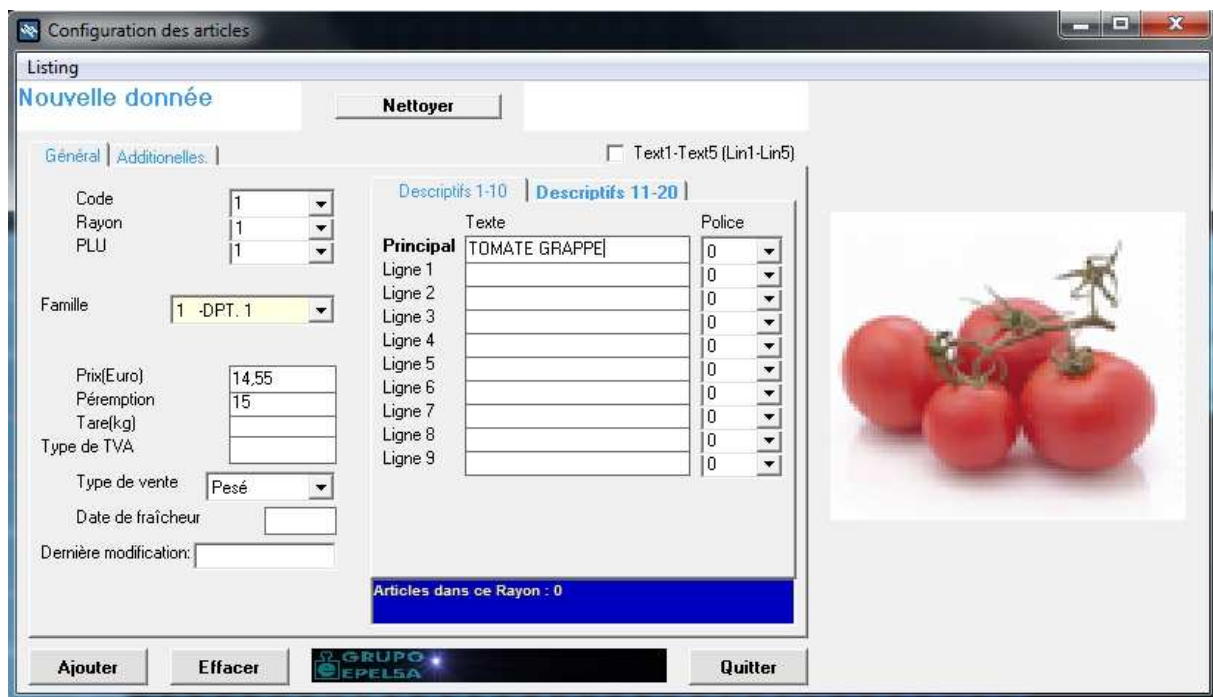 Configuration des articles
Listing
Nouvelle donnée
Nettoyer
Général
Additionelles.
Text1-Text5 (Lin1-Lin5)
Code 1
Rayon 1
PLU 1
Famille 1 -DPT. 1
Prix(Euro) 14,55
Péremption 15
Tare(kg)
Type de TVA
Type de vente Pesé
Date de fraîcheur
Dernière modification:
Descriptifs 1-10
Descriptifs 11-20
Texte Police
Principal TOMATE GRAPPE 0
Ligne 1 0
Ligne 2 0
Ligne 3 0
Ligne 4 0
Ligne 5 0
Ligne 6 0
Ligne 7 0
Ligne 8 0
Ligne 9 0
Articles dans ce Rayon : 0
Ajouter
Effacer
GRUPO
EPELSA
Quitter